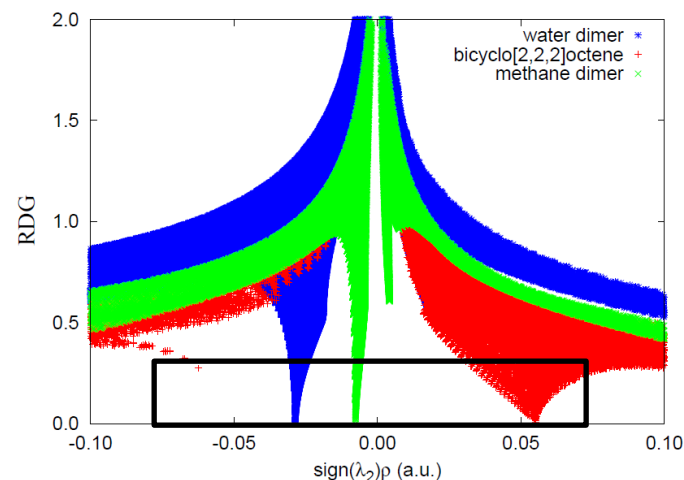 2.0
water dimer
bicyclo[2,2,2]octene
methane dimer
1.5
RDG
1.0
0.5
0.0
-0.10 -0.05 0.00 0.05 0.10
sign(λ₂)ρ (a.u.)